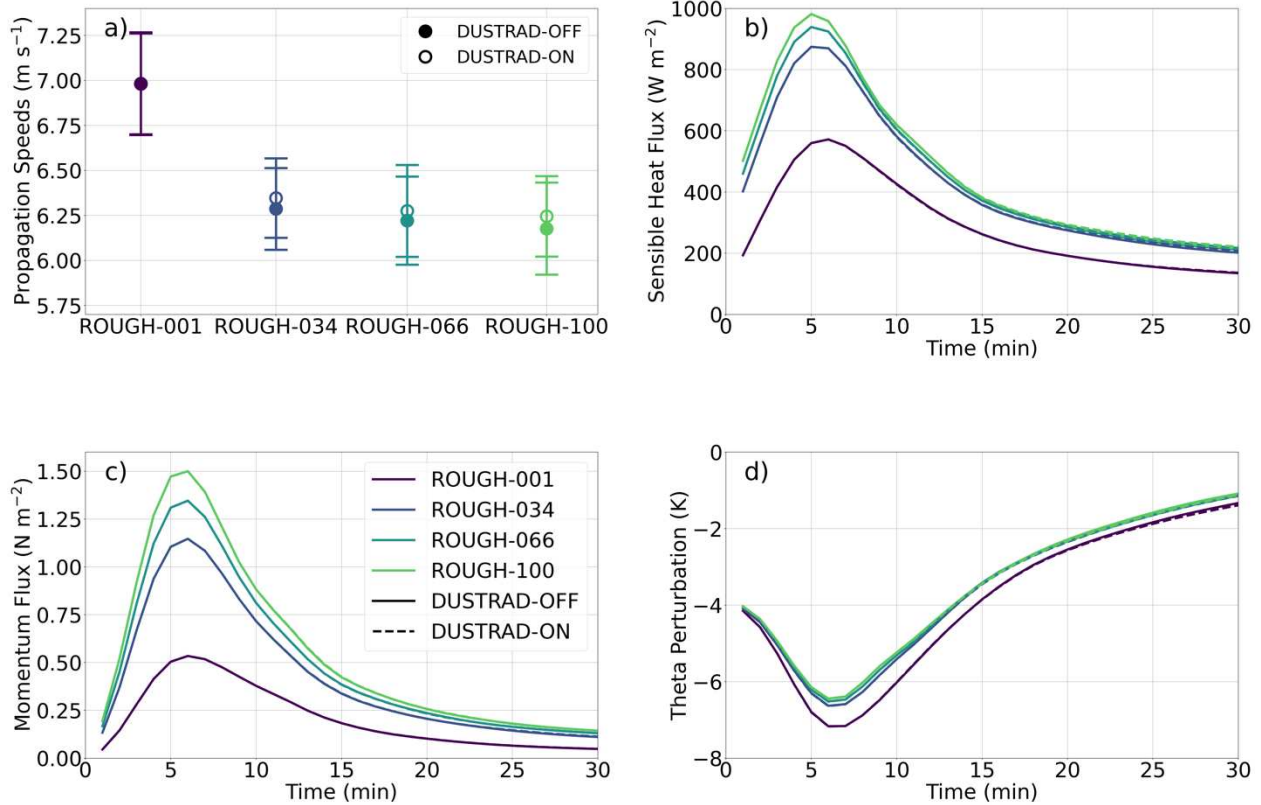 a)
Propagation Speeds (m s⁻¹)
7.25
7.00
6.75
6.50
6.25
6.00
5.75
DUSTRAD-OFF
DUSTRAD-ON
ROUGH-001 ROUGH-034 ROUGH-066 ROUGH-100
b)
Sensible Heat Flux (W m⁻²)
1000
800
600
400
200
0
0 5 10 15 20 25 30
Time (min)
c)
Momentum Flux (N m⁻²)
1.50
1.25
1.00
0.75
0.50
0.25
0.00
ROUGH-001
ROUGH-034
ROUGH-066
ROUGH-100
DUSTRAD-OFF
DUSTRAD-ON
0 5 10 15 20 25 30
Time (min)
d)
Theta Perturbation (K)
0
−2
−4
−6
−8
0 5 10 15 20 25 30
Time (min)